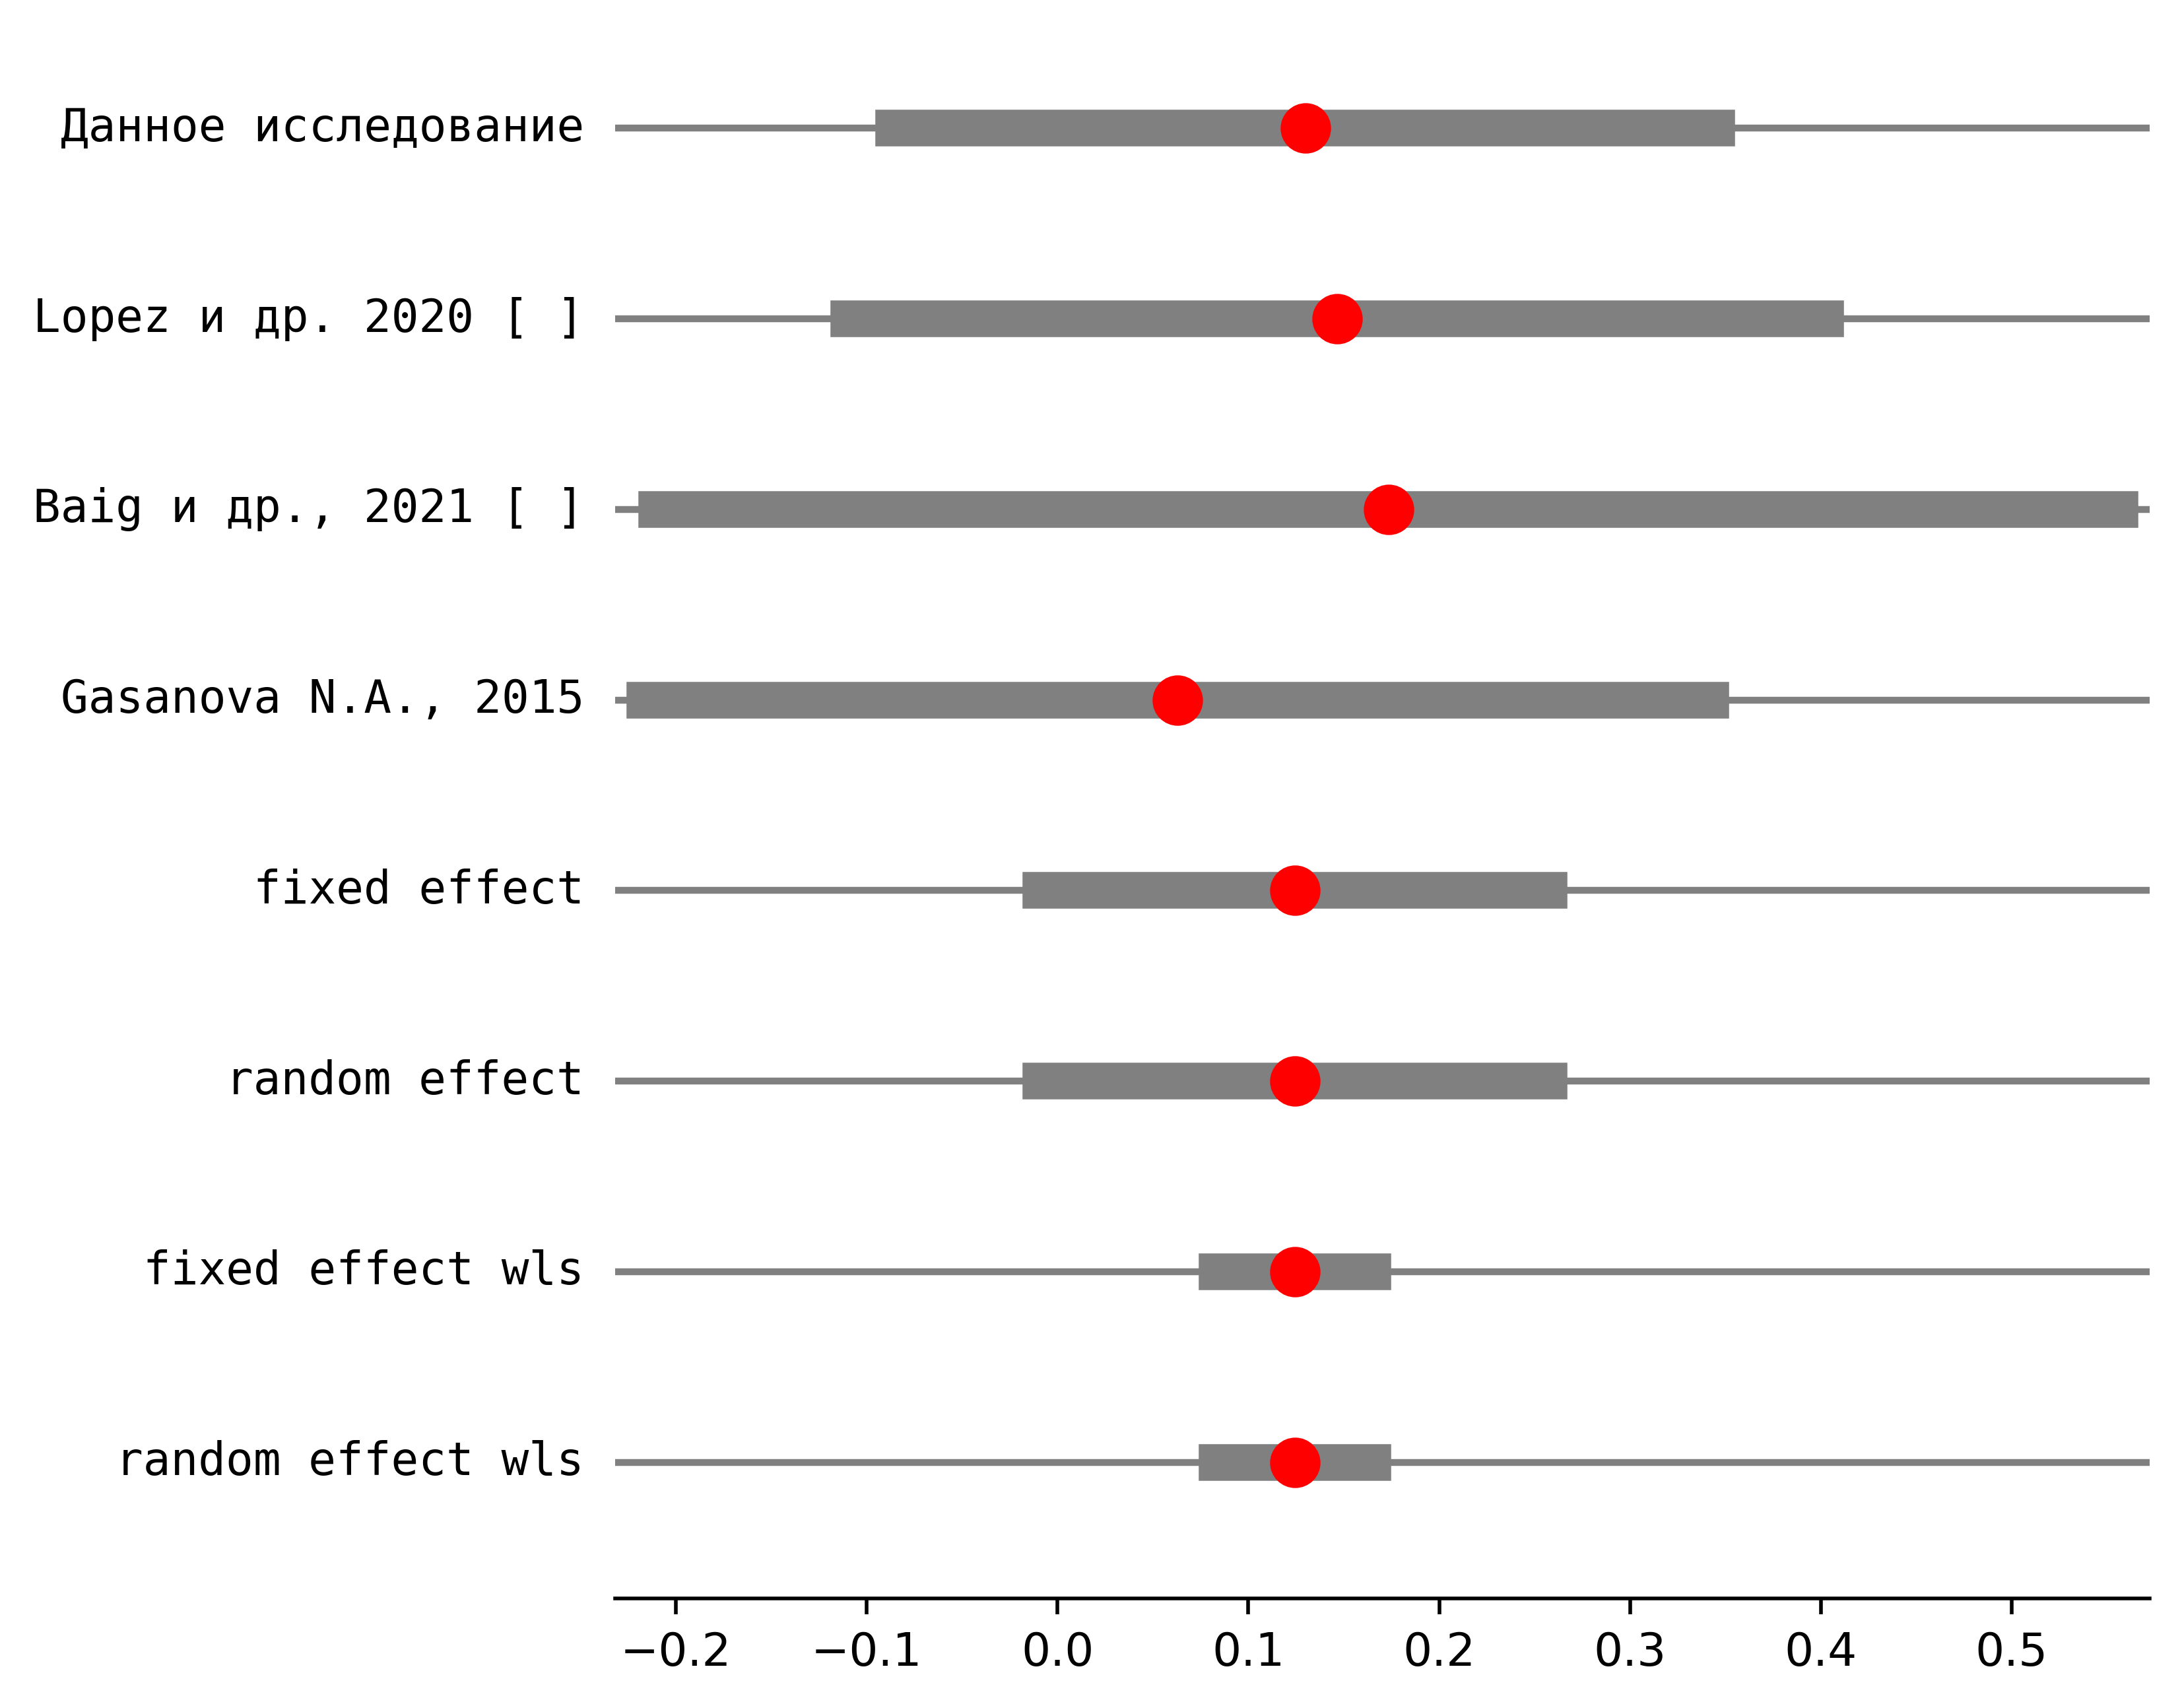 Данное исследование
Lopez и др. 2020 [ ]
Baig и др., 2021 [ ]
Gasanova N.A., 2015
fixed effect
random effect
fixed effect wls
random effect wls
−0.2 −0.1 0.0 0.1 0.2 0.3 0.4 0.5